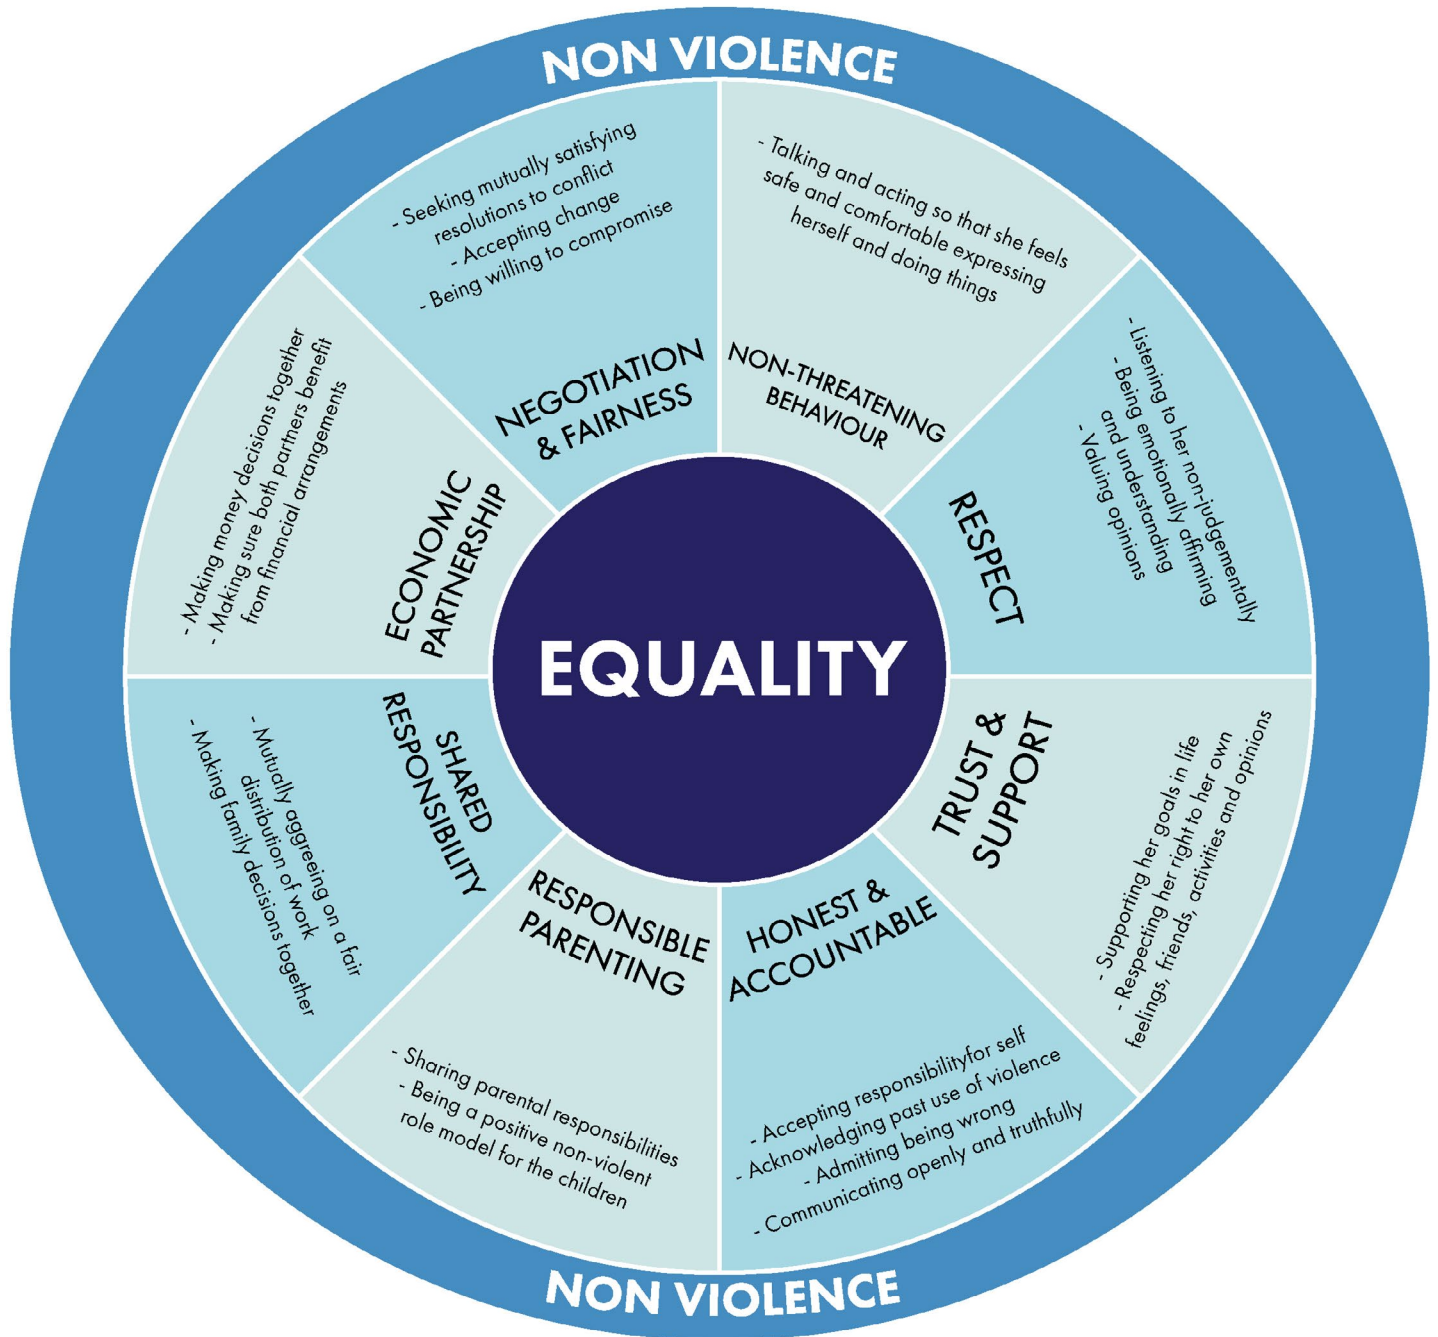 NON VIOLENCE
- Seeking mutually satisfying
resolutions to conflict
- Accepting change
- Being willing to compromise
NEGOTIATION
& FAIRNESS
- Talking and acting so that she feels
safe and comfortable expressing
herself and doing things
NON-THREATENING
BEHAVIOUR
- Listening to her non-judgementally
- Being emotionally affirming
and understanding
- Valuing opinions
RESPECT
TRUST &
SUPPORT
- Supporting her goals in life
- Respecting her right to her own
feelings, friends, activities and opinions
HONEST &
ACCOUNTABLE
- Accepting responsibilityfor self
- Acknowledging past use of violence
- Admitting being wrong
- Communicating openly and truthfully
RESPONSIBLE
PARENTING
- Sharing parental responsibilities
- Being a positive non-violent
role model for the children
SHARED
RESPONSIBILITY
- Mutually aggreeing on a fair
distribution of work
- Making family decisions together
- Making money decisions together
- Making sure both partners benefit
from financial arrangements
ECONOMIC
PARTNERSHIP
EQUALITY
NON VIOLENCE